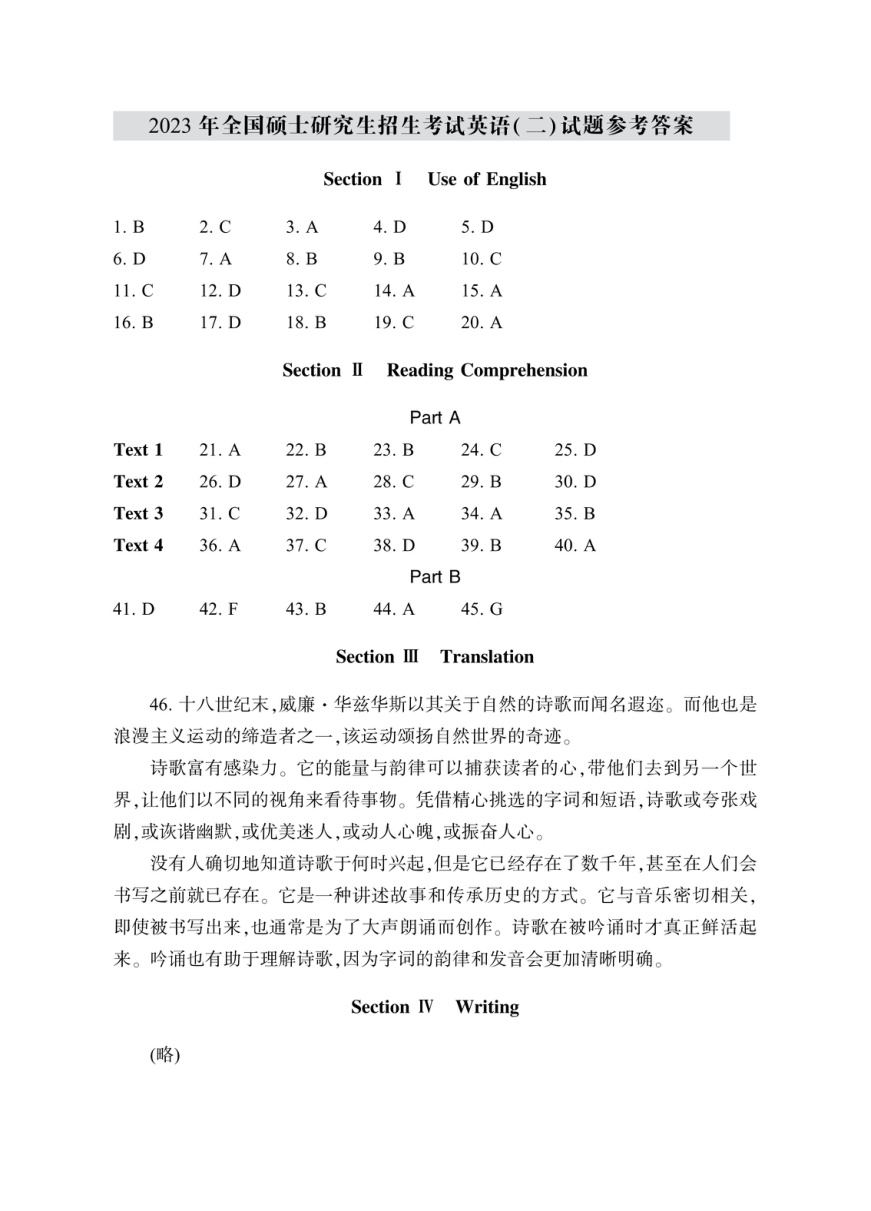 2023 年全国硕士研究生招生考试英语(二)试题参考答案
Section Ⅰ Use of English
1. B 2. C 3. A 4. D 5. D
6. D 7. A 8. B 9. B 10. C
11. C 12. D 13. C 14. A 15. A
16. B 17. D 18. B 19. C 20. A
Section Ⅱ Reading Comprehension
Part A
Text 1 21. A 22. B 23. B 24. C 25. D
Text 2 26. D 27. A 28. C 29. B 30. D
Text 3 31. C 32. D 33. A 34. A 35. B
Text 4 36. A 37. C 38. D 39. B 40. A
Part B
41. D 42. F 43. B 44. A 45. G
Section Ⅲ Translation
46. 十八世纪末,威廉·华兹华斯以其关于自然的诗歌而闻名遐迩。而他也是
浪漫主义运动的缔造者之一,该运动颂扬自然世界的奇迹。
诗歌富有感染力。它的能量与韵律可以捕获读者的心,带他们去到另一个世
界,让他们以不同的视角来看待事物。凭借精心挑选的字词和短语,诗歌或夸张戏
剧,或诙谐幽默,或优美迷人,或动人心魄,或振奋人心。
没有人确切地知道诗歌于何时兴起,但是它已经存在了数千年,甚至在人们会
书写之前就已存在。它是一种讲述故事和传承历史的方式。它与音乐密切相关,
即使被书写出来,也通常是为了大声朗诵而创作。诗歌在被吟诵时才真正鲜活起
来。吟诵也有助于理解诗歌,因为字词的韵律和发音会更加清晰明确。
Section Ⅳ Writing
(略)